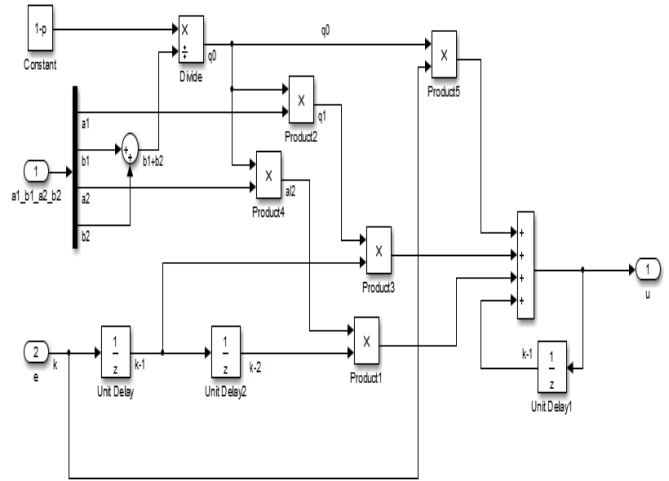 1-p
Constant
×
÷
Divide
q0
q0
×
Product5
a1
b1
a2
b2
+
+
b1+b2
×
Product2
q1
×
Product4
al2
1
a1_b1_a2_b2
×
Product3
+
+
+
+
1
u
2
e
k
1
z
Unit Delay
k-1
1
z
Unit Delay2
k-2
×
Product1
k-1
1
z
Unit Delay1